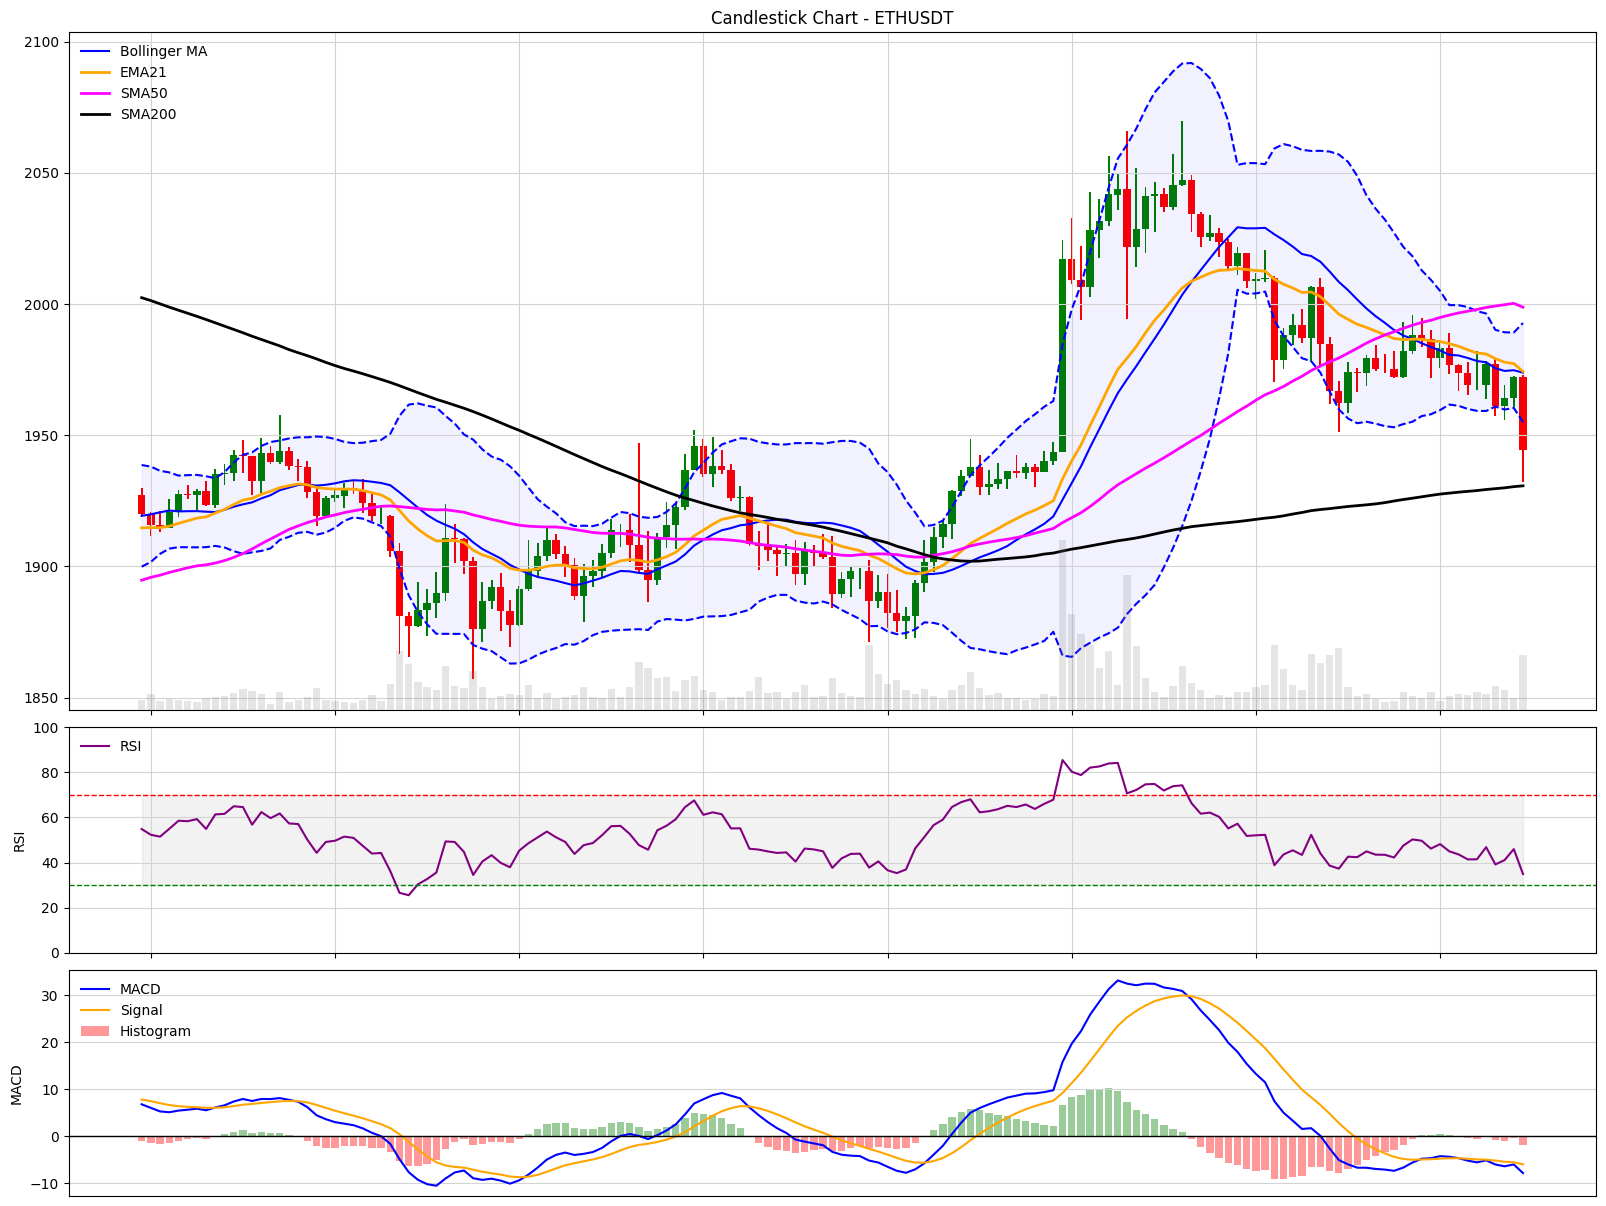 Candlestick Chart - ETHUSDT
Bollinger MA
EMA21
SMA50
SMA200
2100
2050
2000
1950
1900
1850
RSI
100
80
60
40
20
0
RSI
MACD
Signal
Histogram
30
20
10
0
−10
MACD